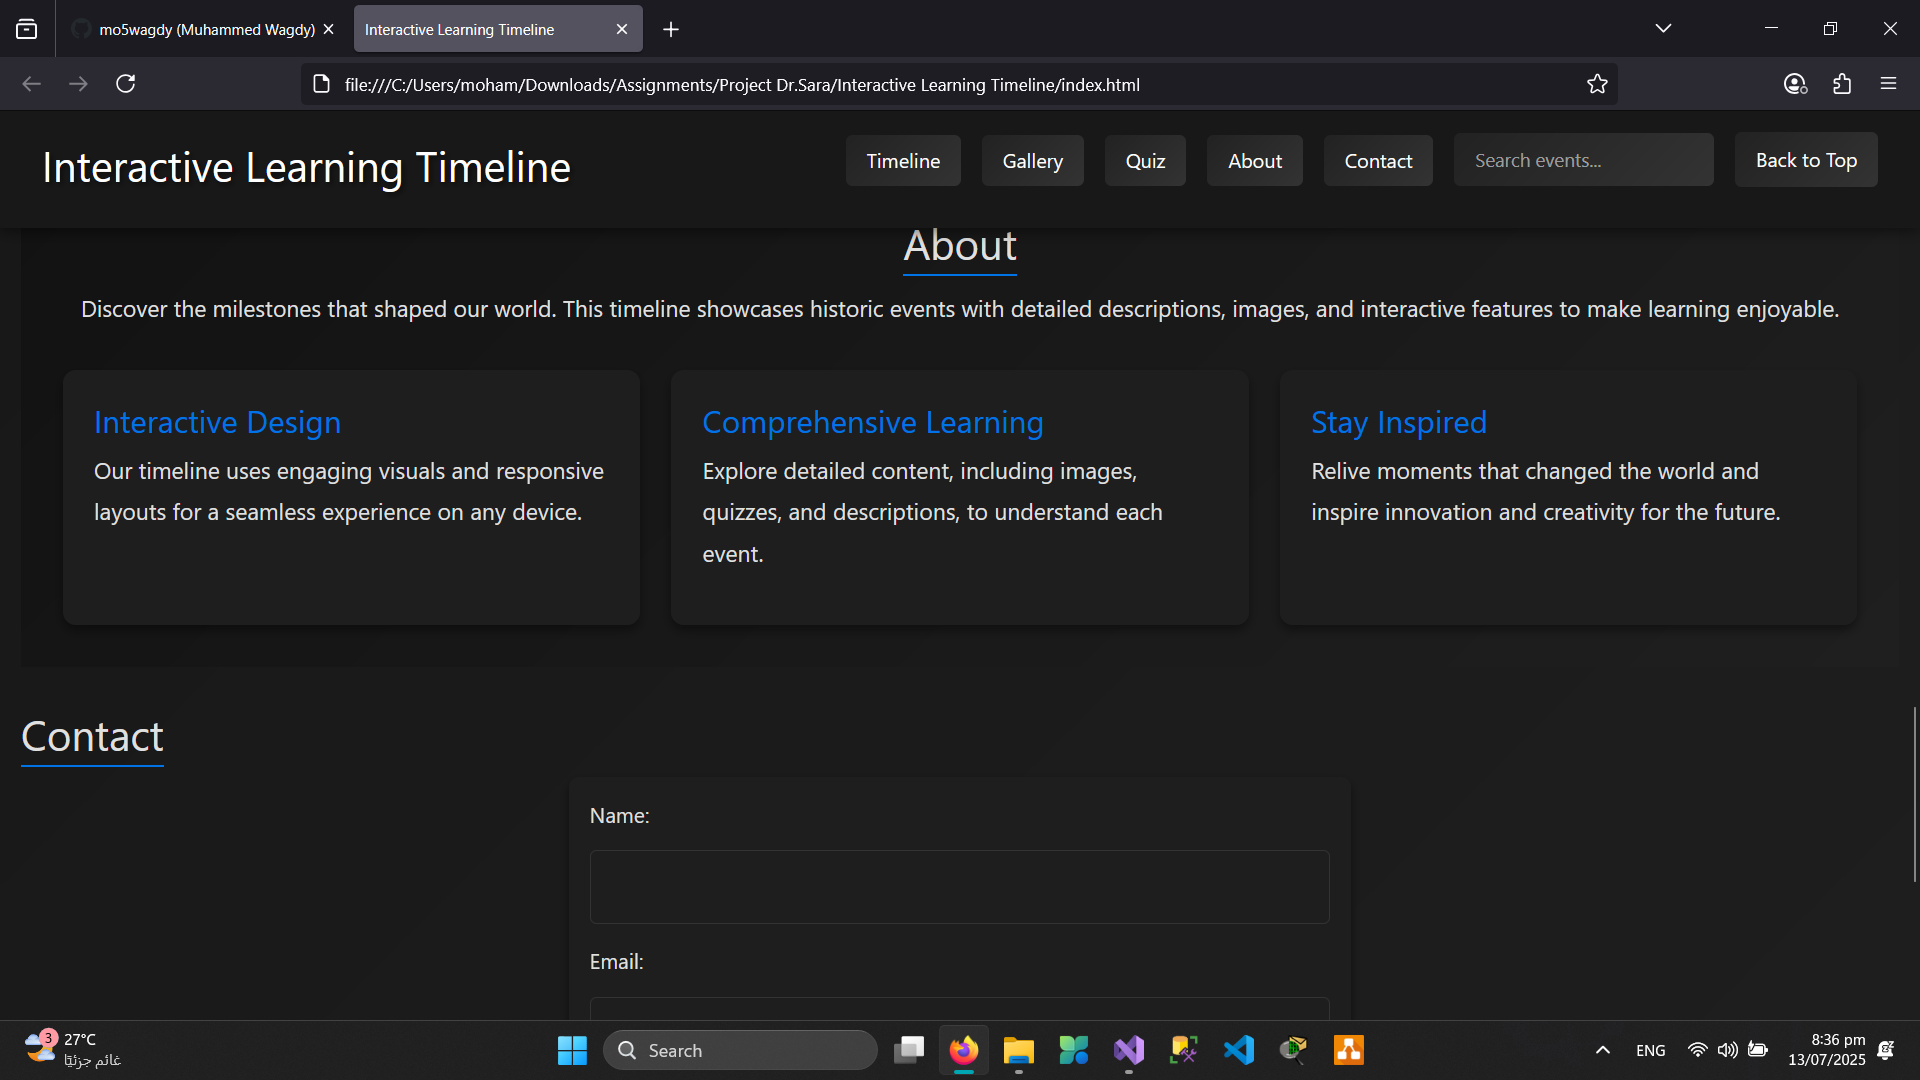 mo5wagdy (Muhammed Wagdy)
Interactive Learning Timeline
file:///C:/Users/moham/Downloads/Assignments/Project Dr.Sara/Interactive Learning Timeline/index.html
Interactive Learning Timeline
Timeline
Gallery
Quiz
About
Contact
Search events...
Back to Top
About
Discover the milestones that shaped our world. This timeline showcases historic events with detailed descriptions, images, and interactive features to make learning enjoyable.
Interactive Design
Our timeline uses engaging visuals and responsive
layouts for a seamless experience on any device.
Comprehensive Learning
Explore detailed content, including images,
quizzes, and descriptions, to understand each
event.
Stay Inspired
Relive moments that changed the world and
inspire innovation and creativity for the future.
Contact
Name:
Email:
3
27°C
غائم جزئيًا
Search
ENG
8:36 pm
13/07/2025